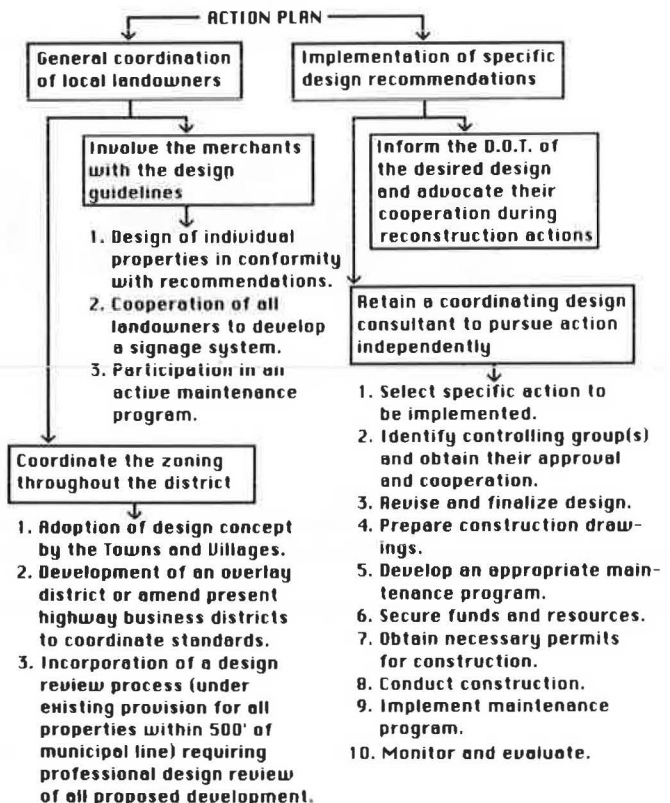 ACTION PLAN
General coordination
of local landowners
Involve the merchants
with the design
guidelines
1. Design of individual
properties in conformity
with recommendations.
2. Cooperation of all
landowners to develop
a signage system.
3. Participation in an
active maintenance
program.
Coordinate the zoning
throughout the district
1. Adoption of design concept
by the Towns and Villages.
2. Development of an overlay
district or amend present
highway business districts
to coordinate standards.
3. Incorporation of a design
review process (under
existing provision for all
properties within 500' of
municipal line) requiring
professional design review
of all proposed development.
Implementation of specific
design recommendations
Inform the D.O.T. of
the desired design
and advocate their
cooperation during
reconstruction actions
Retain a coordinating design
consultant to pursue action
independently
1. Select specific action to
be implemented.
2. Identify controlling group(s)
and obtain their approval
and cooperation.
3. Revise and finalize design.
4. Prepare construction draw-
ings.
5. Develop an appropriate main-
tenance program.
6. Secure funds and resources.
7. Obtain necessary permits
for construction.
8. Conduct construction.
9. Implement maintenance
program.
10. Monitor and evaluate.